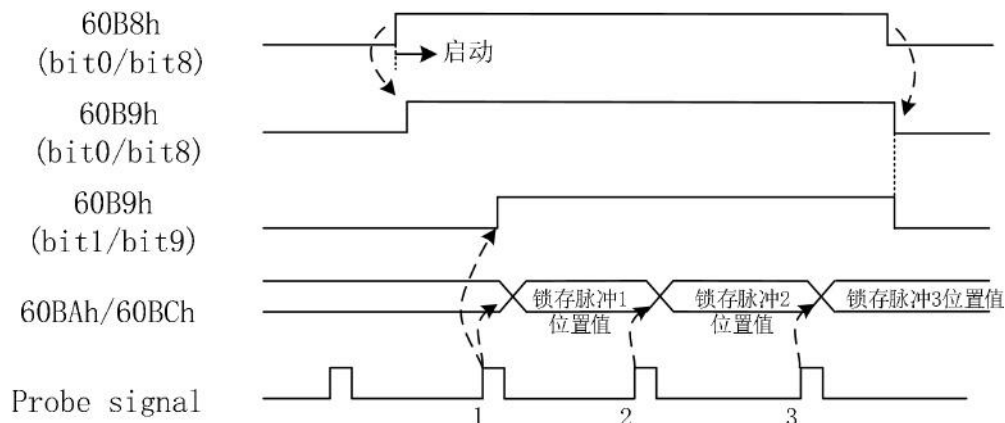 60B8h
(bit0/bit8)
启动
60B9h
(bit0/bit8)
60B9h
(bit1/bit9)
60BAh/60BCh
锁存脉冲1
位置值
锁存脉冲2
位置值
锁存脉冲3位置值
Probe signal
1
2
3